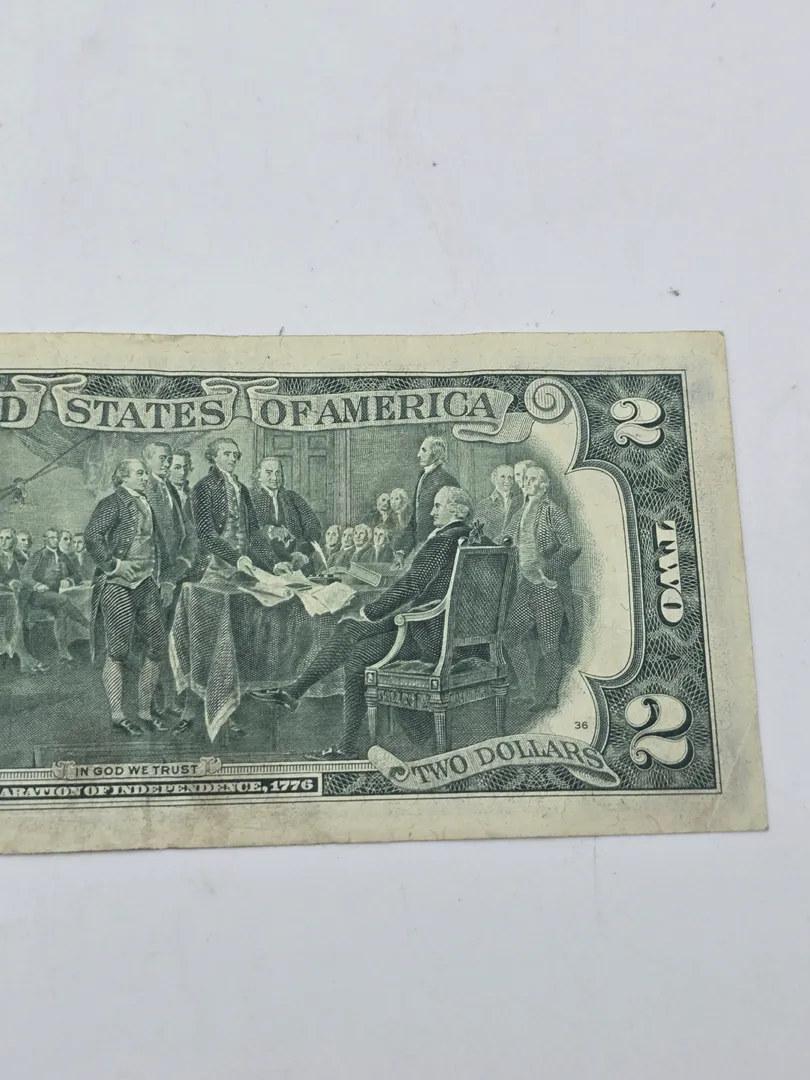 D STATES OF AMERICA
2
TWO
36
2
TWO DOLLARS
IN GOD WE TRUST
ARATION OF INDEPENDENCE, 1776